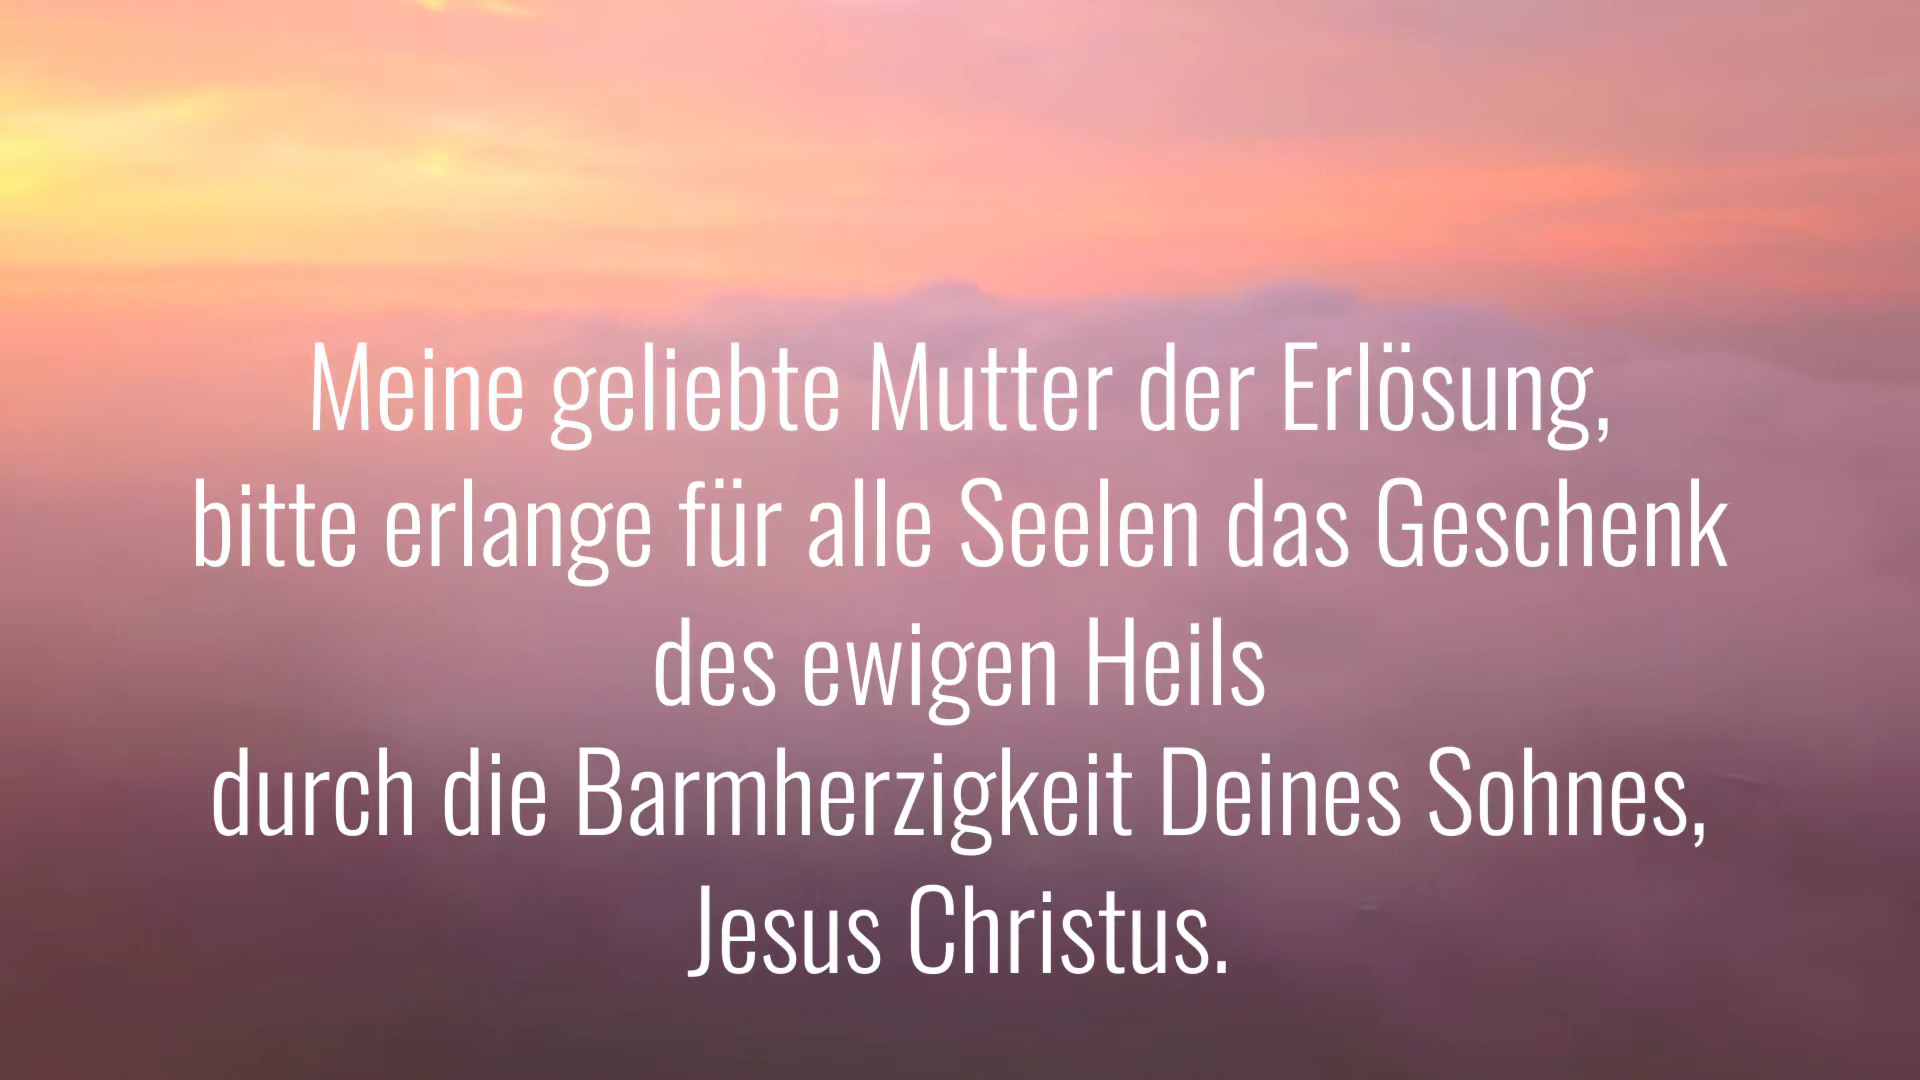 Meine geliebte Mutter der Erlösung,
bitte erlange für alle Seelen das Geschenk
des ewigen Heils
durch die Barmherzigkeit Deines Sohnes,
Jesus Christus.